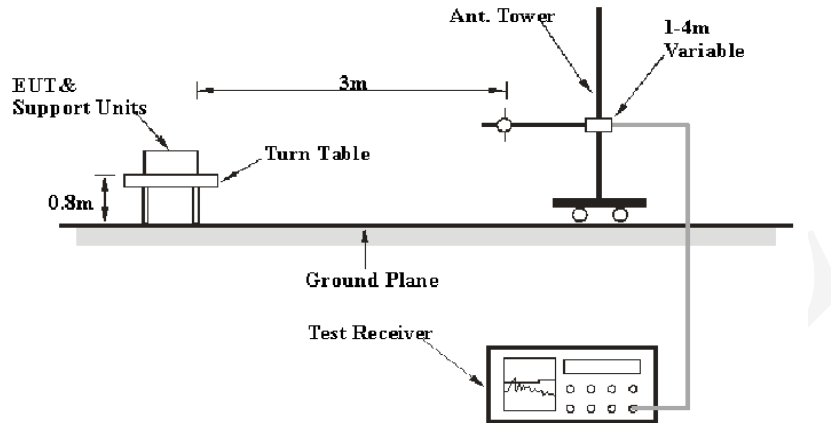 Ant. Tower
1-4m
Variable
EUT&
Support Units
3m
Turn Table
0.8m
Ground Plane
Test Receiver